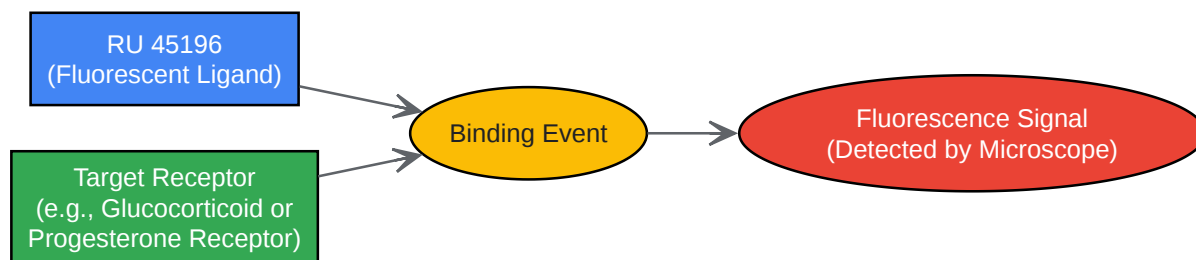 RU 45196
(Fluorescent Ligand)
Target Receptor
(e.g., Glucocorticoid or
Progesterone Receptor)
Binding Event
Fluorescence Signal
(Detected by Microscope)